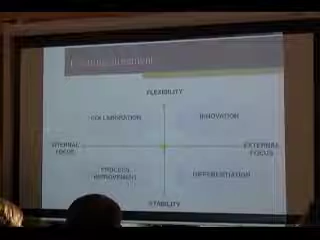 FLEXIBILITY
COLLABORATION
INNOVATION
INTERNAL
FOCUS
EXTERNAL
FOCUS
PROCESS
IMPROVEMENT
DIFFERENTIATION
STABILITY